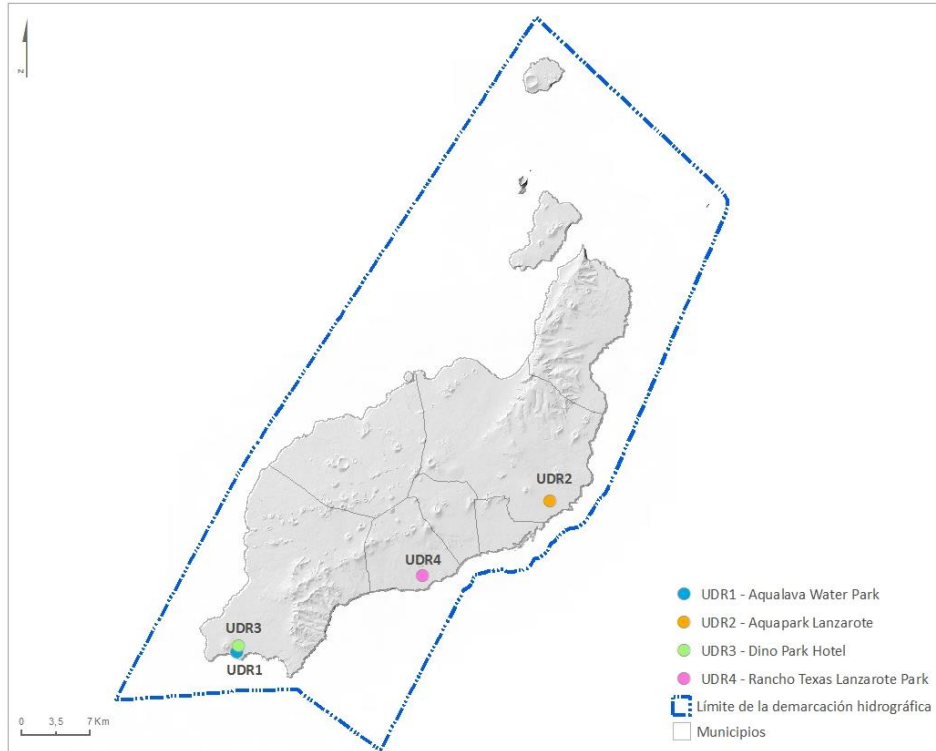 N
UDR2
UDR4
UDR3
UDR1
UDR1 - Aqualava Water Park
UDR2 - Aquapark Lanzarote
UDR3 - Dino Park Hotel
UDR4 - Rancho Texas Lanzarote Park
Límite de la demarcación hidrográfica
Municipios
0 3,5 7 Km